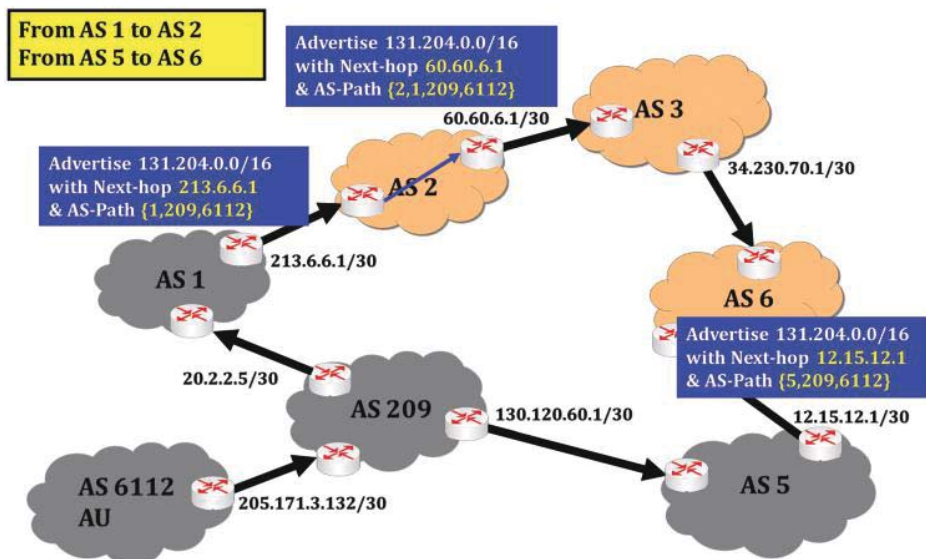 From AS 1 to AS 2
From AS 5 to AS 6
Advertise 131.204.0.0/16
with Next-hop 60.60.6.1
& AS-Path {2,1,209,6112}
60.60.6.1/30
AS 3
34.230.70.1/30
Advertise 131.204.0.0/16
with Next-hop 213.6.6.1
& AS-Path {1,209,6112}
AS 2
213.6.6.1/30
AS 1
AS 6
Advertise 131.204.0.0/16
with Next-hop 12.15.12.1
& AS-Path {5,209,6112}
20.2.2.5/30
AS 209
130.120.60.1/30
12.15.12.1/30
AS 6112
AU
205.171.3.132/30
AS 5